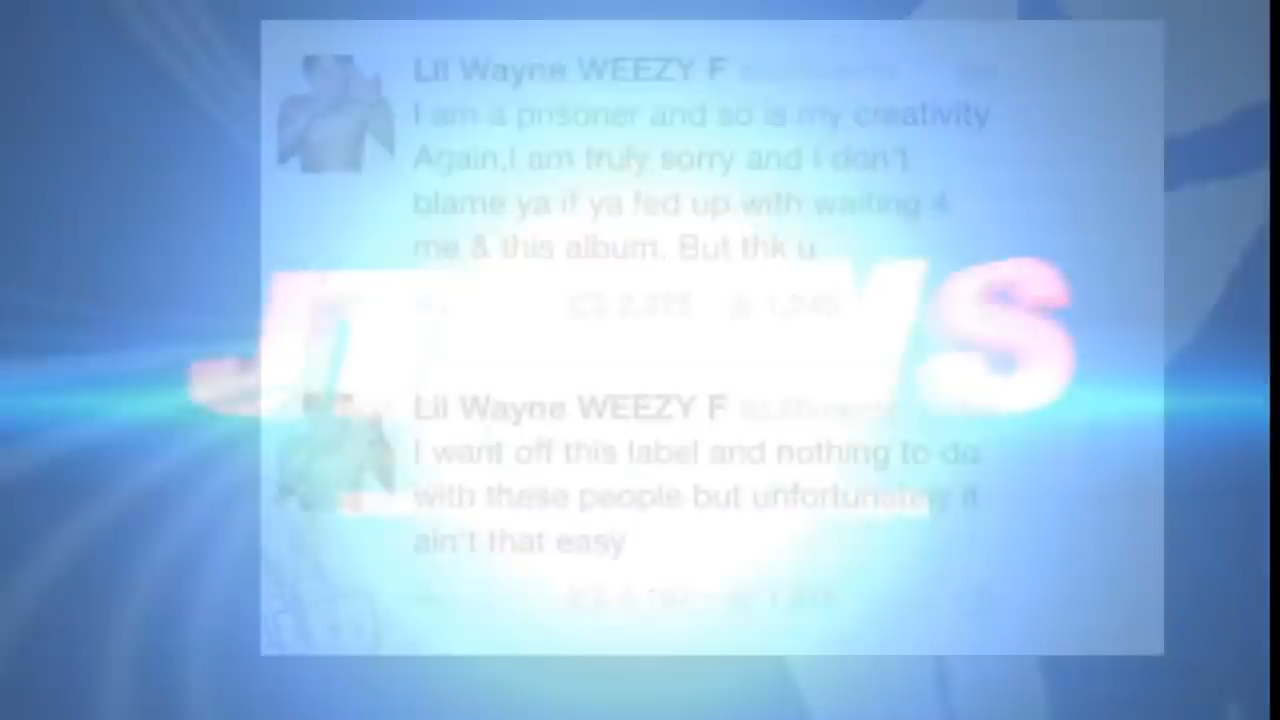 Lil Wayne WEEZY F
I am a prisoner and so is my creativity
Again,I am truly sorry and I don't
blame ya if ya fed up with waiting 4
me & this album. But thk u
Lil Wayne WEEZY F
I want off this label and nothing to do
with these people but unfortunately it
ain't that easy